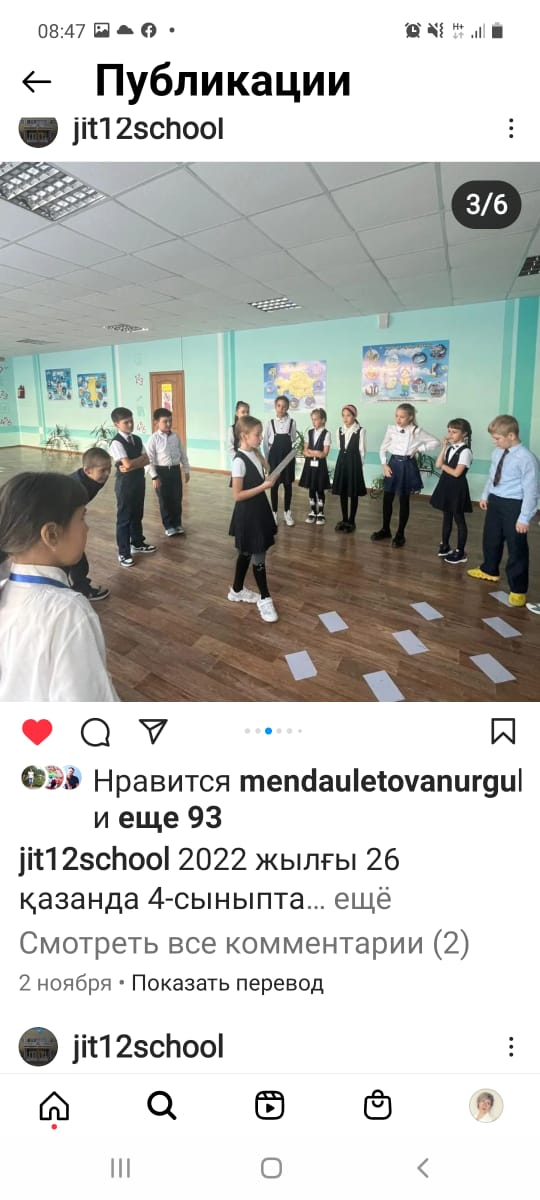 08:47
H+
Публикации
jit12school
3/6
Нравится mendauletovanurgul
и еще 93
jit12school 2022 жылғы 26
қазанда 4-сыныпта... ещё
Смотреть все комментарии (2)
2 ноября • Показать перевод
jit12school